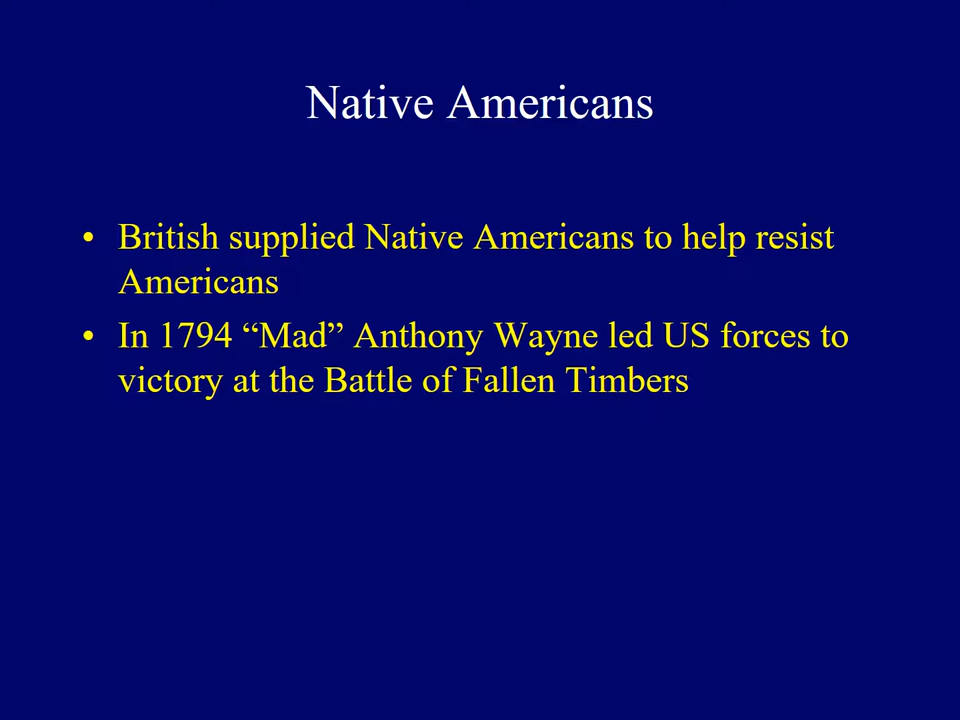 Native Americans
• British supplied Native Americans to help resist
Americans
• In 1794 “Mad” Anthony Wayne led US forces to
victory at the Battle of Fallen Timbers